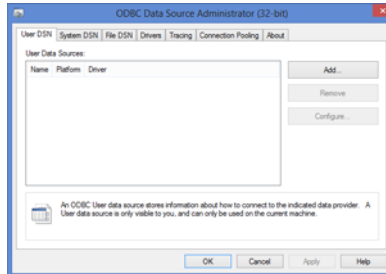 ODBC Data Source Administrator (32-bit)
User DSN System DSN File DSN Drivers Tracing Connection Pooling About
User Data Sources:
Name Platform Driver
Add...
Remove
Configure...
An ODBC User data source stores information about how to connect to the indicated data provider. A
User data source is only visible to you, and can only be used on the current machine.
OK Cancel Apply Help